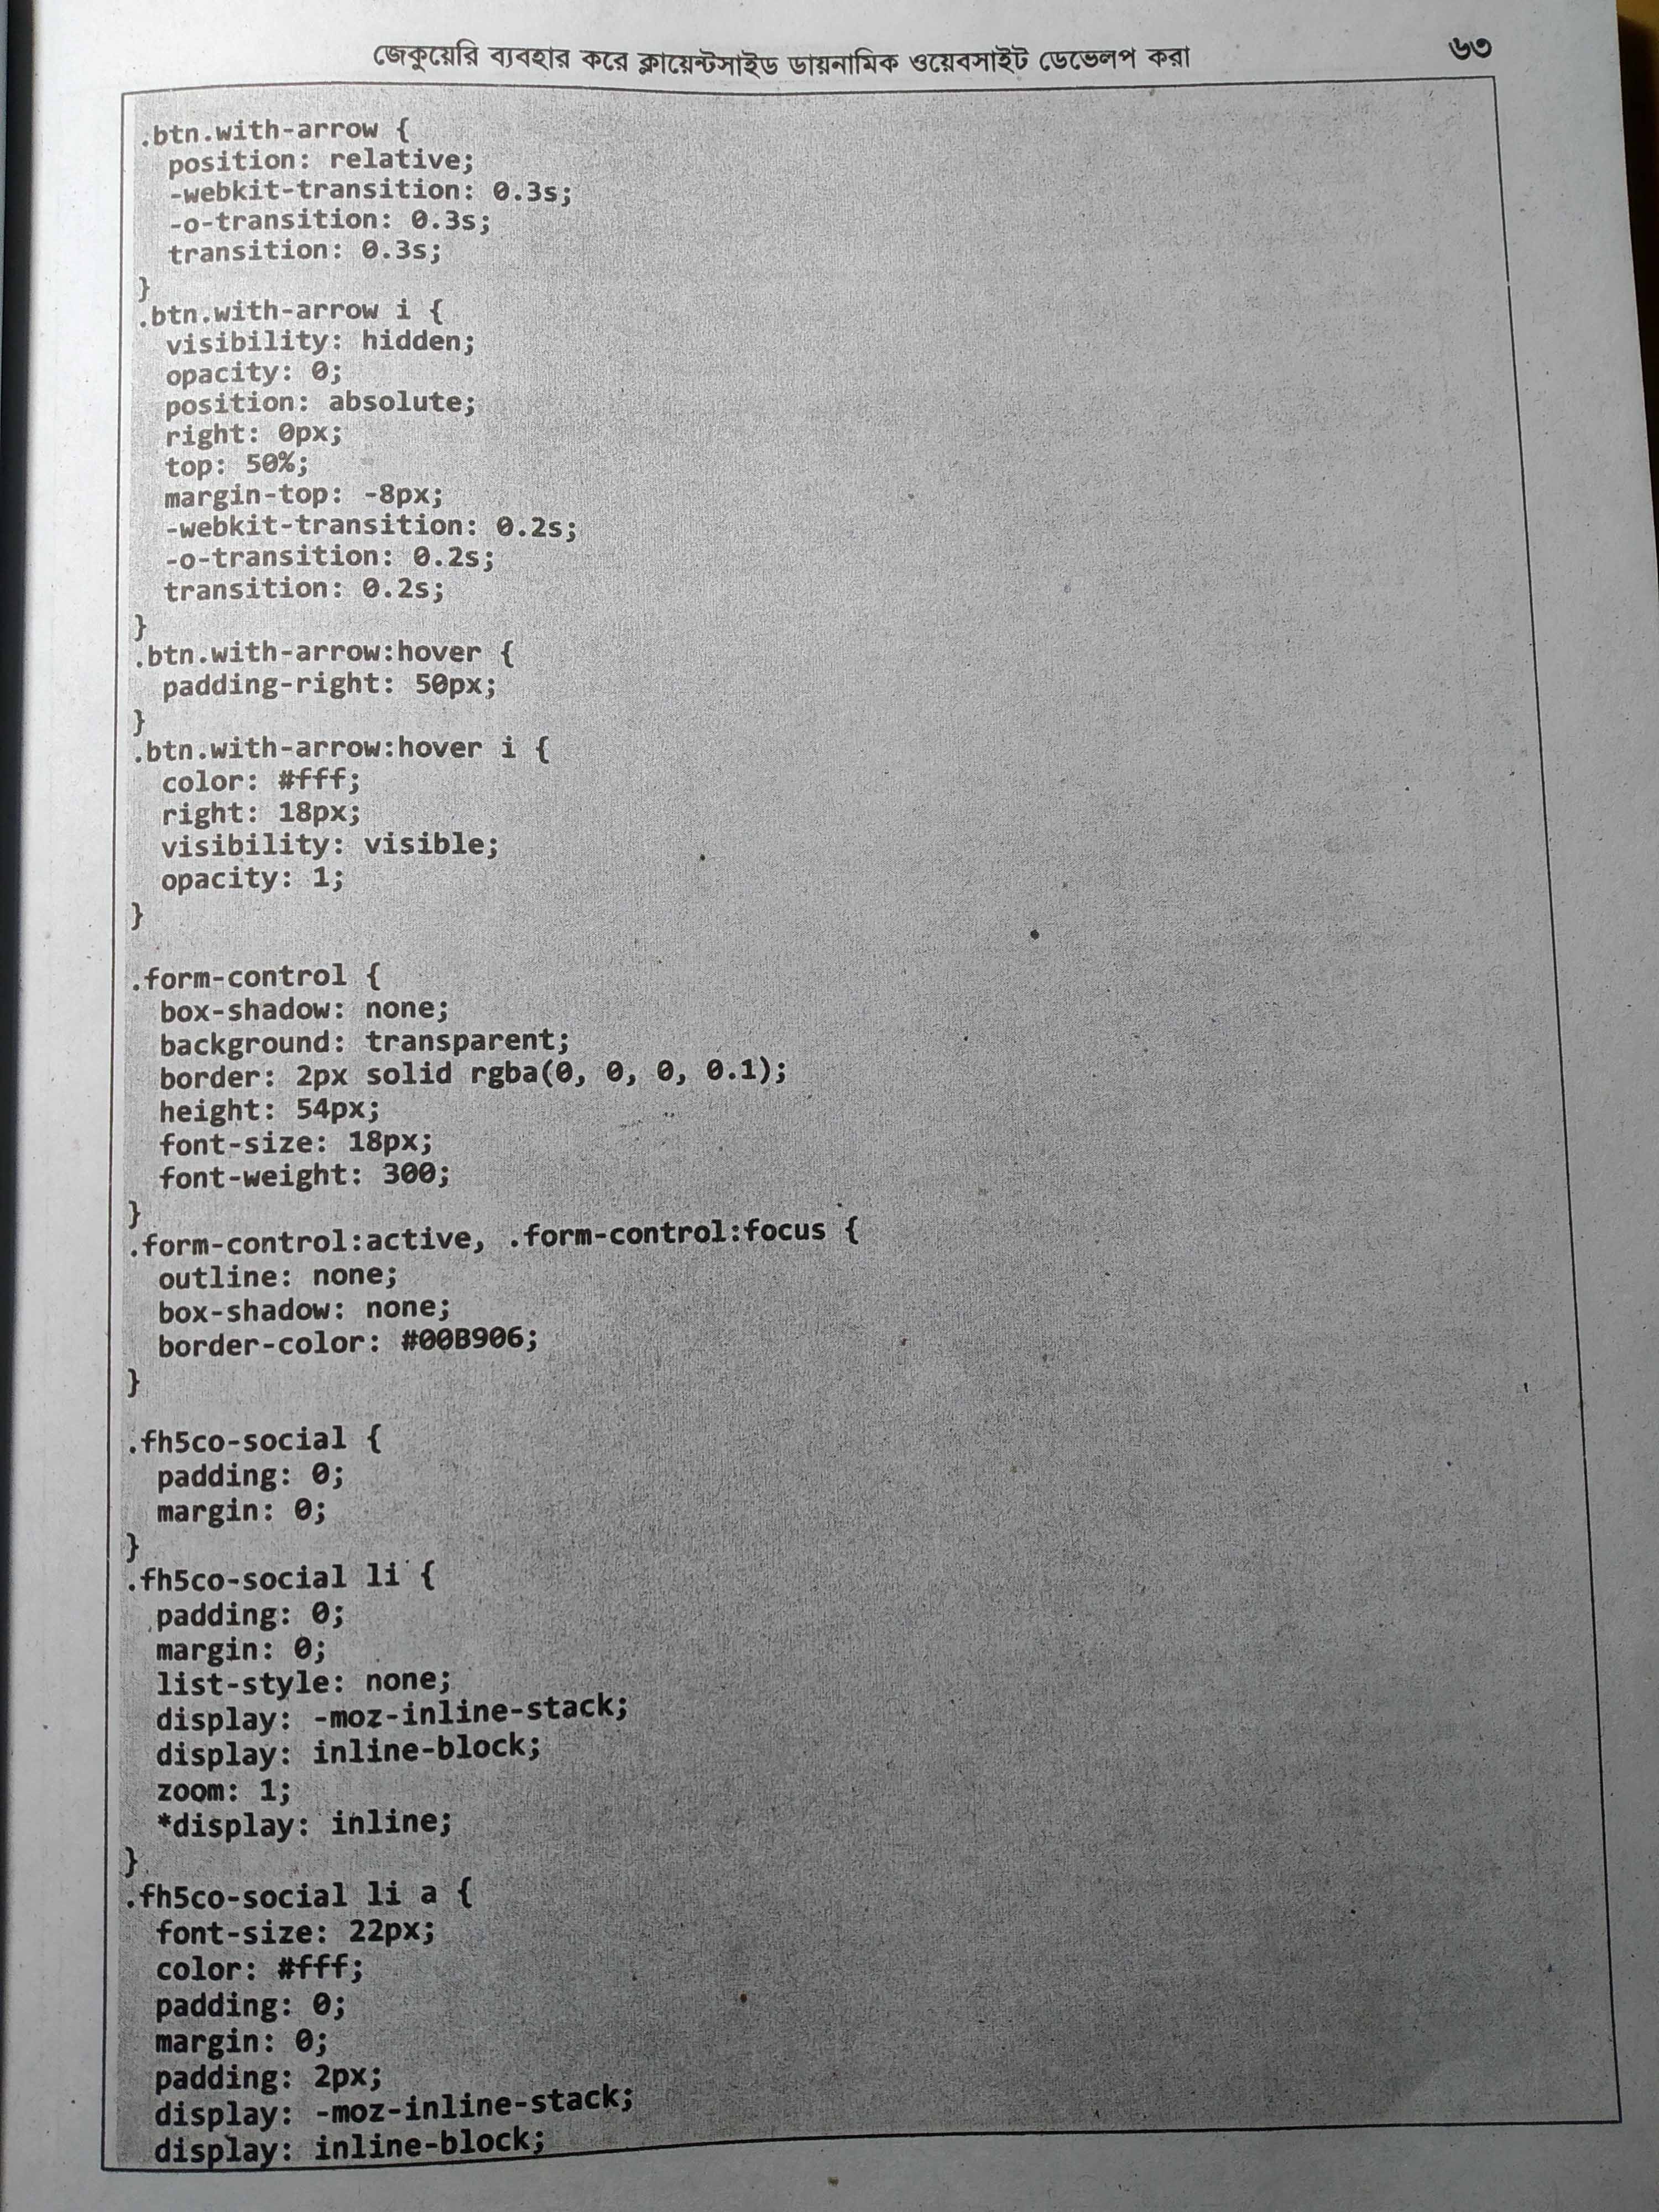 জেকুয়েরি ব্যবহার করে ক্লায়েন্টসাইড ডায়নামিক ওয়েবসাইট ডেভেলপ করা ৬৩
.btn.with-arrow {
  position: relative;
  -webkit-transition: 0.3s;
  -o-transition: 0.3s;
  transition: 0.3s;
}
.btn.with-arrow i {
  visibility: hidden;
  opacity: 0;
  position: absolute;
  right: 0px;
  top: 50%;
  margin-top: -8px;
  -webkit-transition: 0.2s;
  -o-transition: 0.2s;
  transition: 0.2s;
}
.btn.with-arrow:hover {
  padding-right: 50px;
}
.btn.with-arrow:hover i {
  color: #fff;
  right: 18px;
  visibility: visible;
  opacity: 1;
}
.form-control {
  box-shadow: none;
  background: transparent;
  border: 2px solid rgba(0, 0, 0, 0.1);
  height: 54px;
  font-size: 18px;
  font-weight: 300;
}
.form-control:active, .form-control:focus {
  outline: none;
  box-shadow: none;
  border-color: #00B906;
}
.fh5co-social {
  padding: 0;
  margin: 0;
}
.fh5co-social li {
  padding: 0;
  margin: 0;
  list-style: none;
  display: -moz-inline-stack;
  display: inline-block;
  zoom: 1;
  *display: inline;
}
.fh5co-social li a {
  font-size: 22px;
  color: #fff;
  padding: 0;
  margin: 0;
  padding: 2px;
  display: -moz-inline-stack;
  display: inline-block;